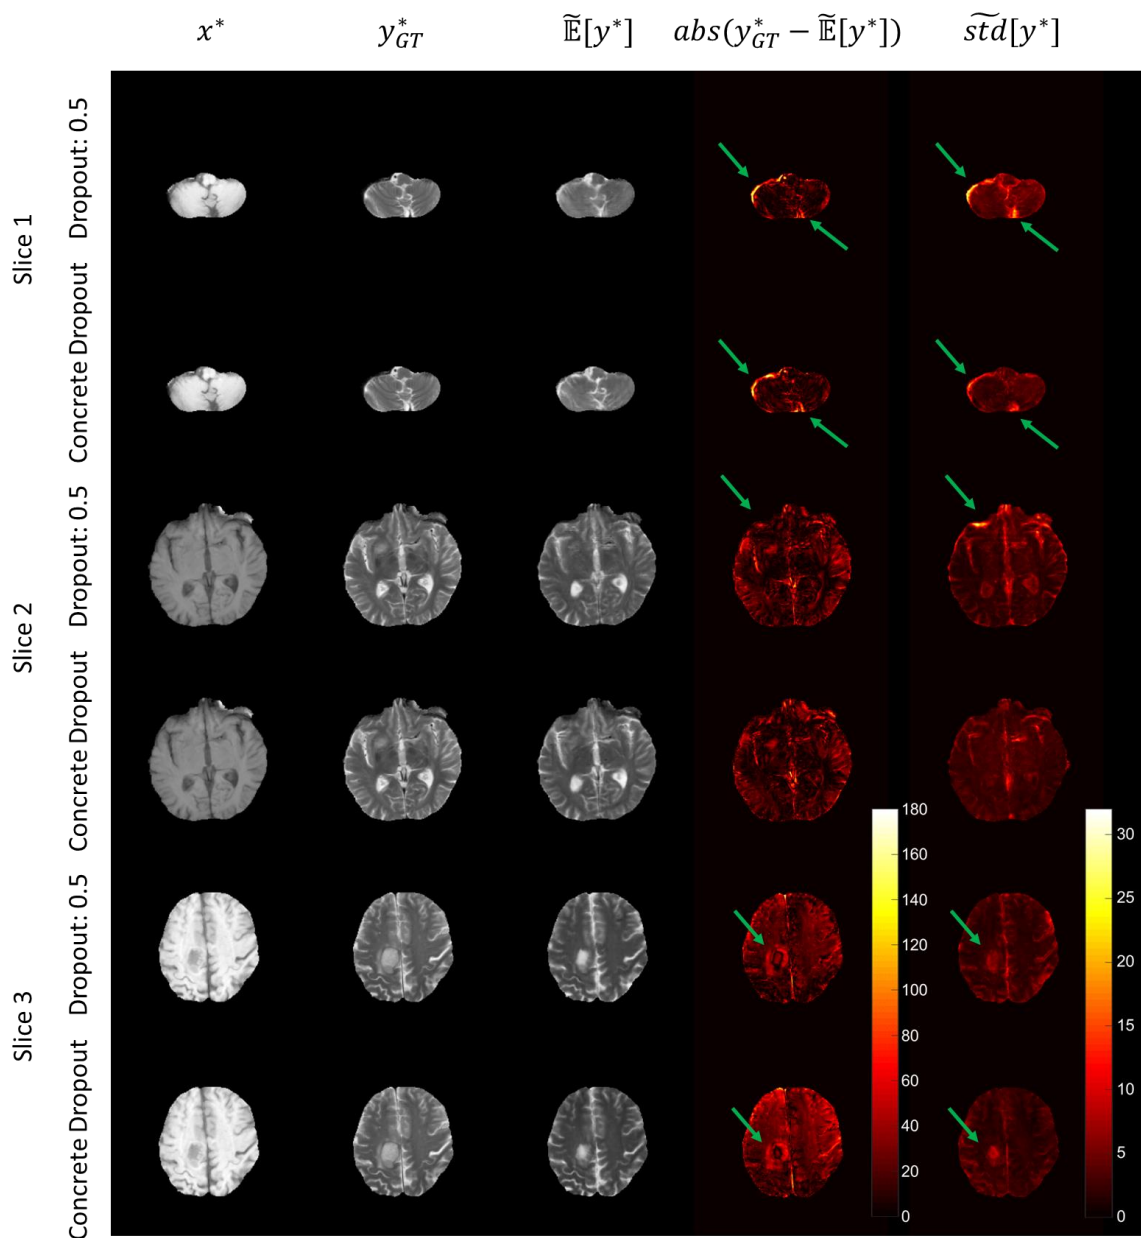 x* y*GT 𝔼̃[y*] abs(y*GT − 𝔼̃[y*]) s͠td[y*]
Slice 1
Dropout: 0.5
Concrete Dropout
Slice 2
Dropout: 0.5
Concrete Dropout
Slice 3
Dropout: 0.5
Concrete Dropout
180
160
140
120
100
80
60
40
20
0
30
25
20
15
10
5
0